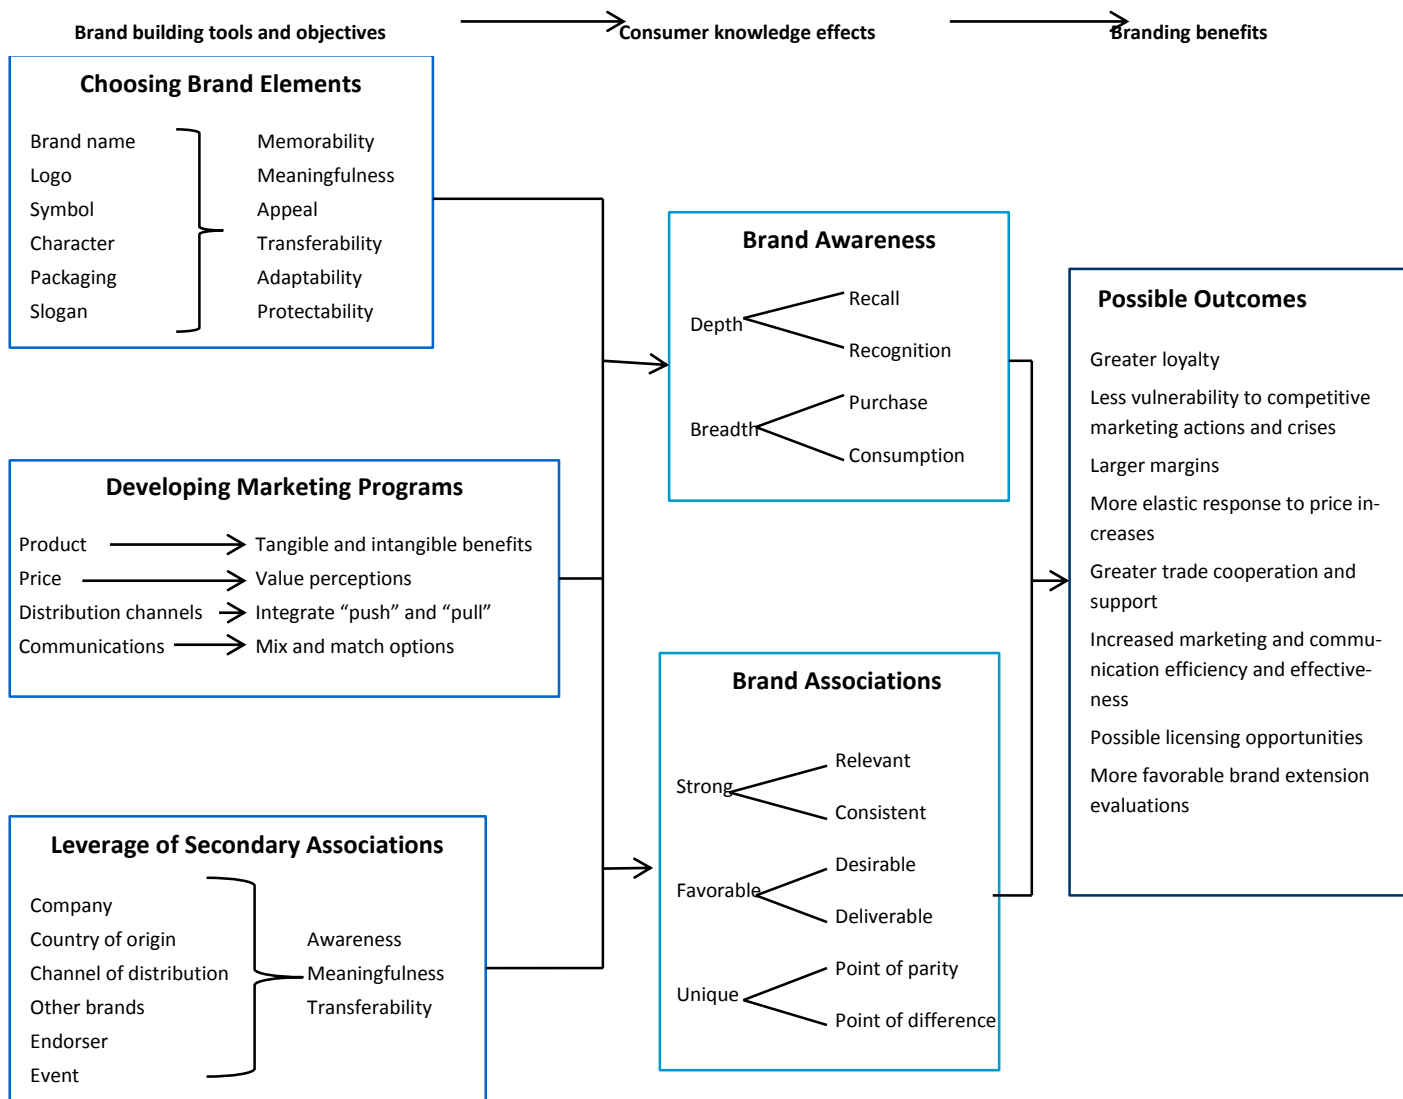 Brand building tools and objectives
Consumer knowledge effects
Branding benefits
Choosing Brand Elements
Brand name
Logo
Symbol
Character
Packaging
Slogan
Memorability
Meaningfulness
Appeal
Transferability
Adaptability
Protectability
Developing Marketing Programs
Product
Tangible and intangible benefits
Price
Value perceptions
Distribution channels
Integrate “push” and “pull”
Communications
Mix and match options
Leverage of Secondary Associations
Company
Country of origin
Channel of distribution
Other brands
Endorser
Event
Awareness
Meaningfulness
Transferability
Brand Awareness
Depth
Recall
Recognition
Breadth
Purchase
Consumption
Brand Associations
Strong
Relevant
Consistent
Favorable
Desirable
Deliverable
Unique
Point of parity
Point of difference
Possible Outcomes
Greater loyalty
Less vulnerability to competitive
marketing actions and crises
Larger margins
More elastic response to price in-
creases
Greater trade cooperation and
support
Increased marketing and commu-
nication efficiency and effective-
ness
Possible licensing opportunities
More favorable brand extension
evaluations